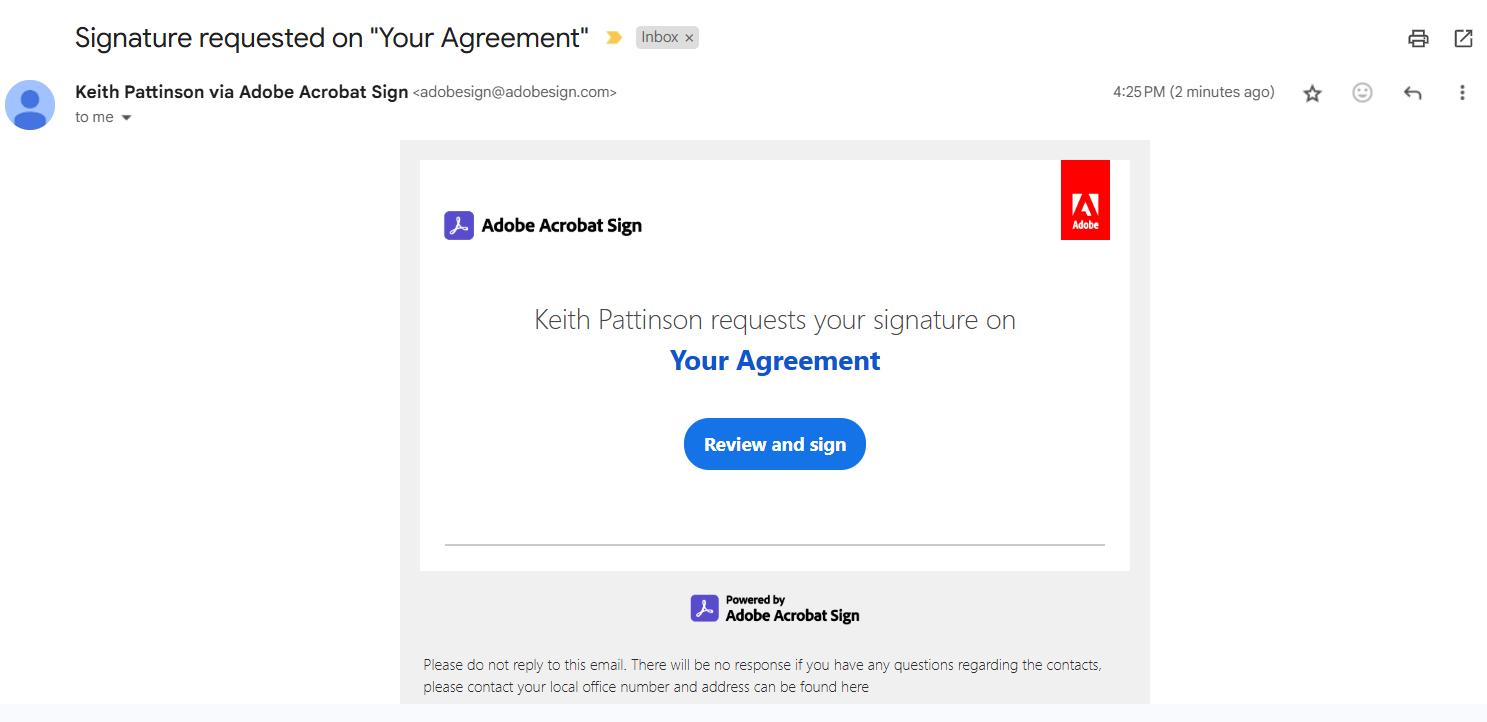 Signature requested on "Your Agreement" Inbox ×
Keith Pattinson via Adobe Acrobat Sign <adobesign@adobesign.com> 4:25 PM (2 minutes ago)
to me
Adobe
Adobe Acrobat Sign
Keith Pattinson requests your signature on
Your Agreement
Review and sign
Powered by
Adobe Acrobat Sign
Please do not reply to this email. There will be no response if you have any questions regarding the contacts,
please contact your local office number and address can be found here